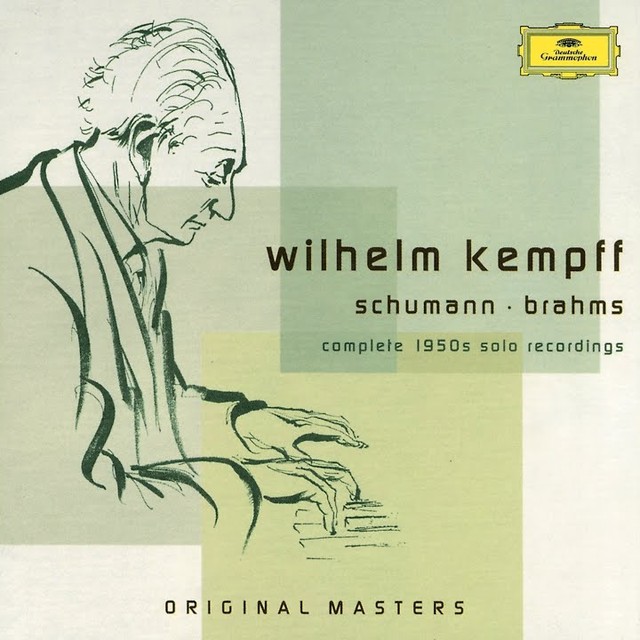 Deutsche
Grammophon
wilhelm kempff
schumann · brahms
complete 1950s solo recordings
ORIGINAL MASTERS